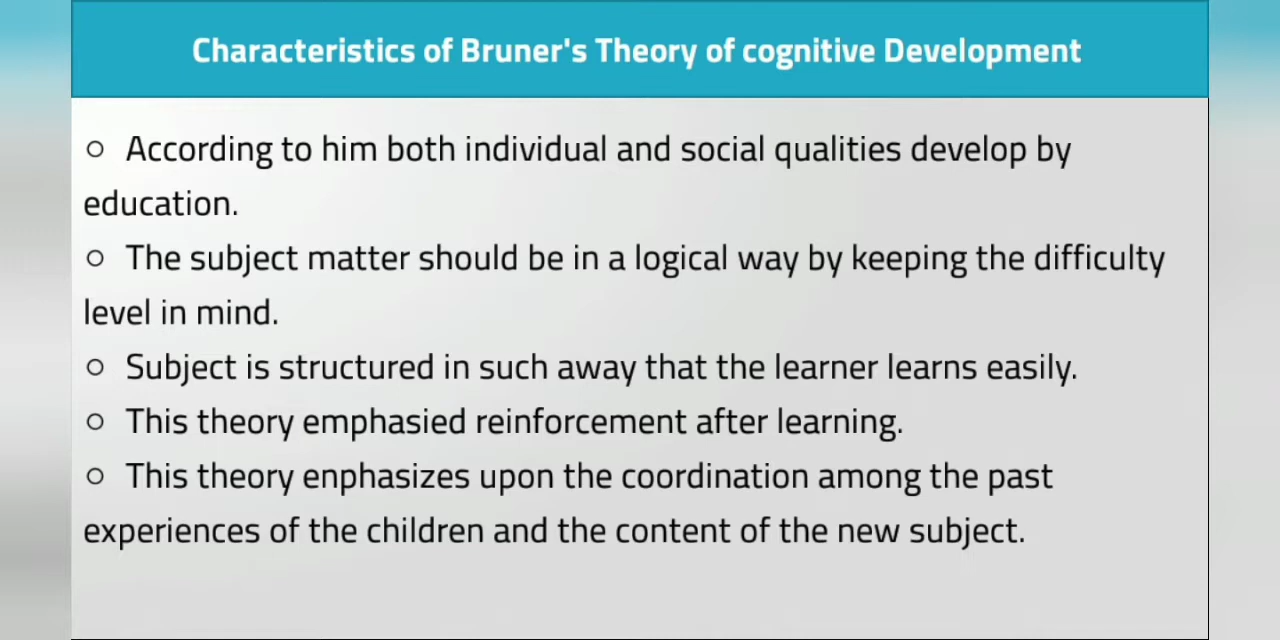 Characteristics of Bruner's Theory of cognitive Development
○ According to him both individual and social qualities develop by
education.
○ The subject matter should be in a logical way by keeping the difficulty
level in mind.
○ Subject is structured in such away that the learner learns easily.
○ This theory emphasied reinforcement after learning.
○ This theory enphasizes upon the coordination among the past
experiences of the children and the content of the new subject.